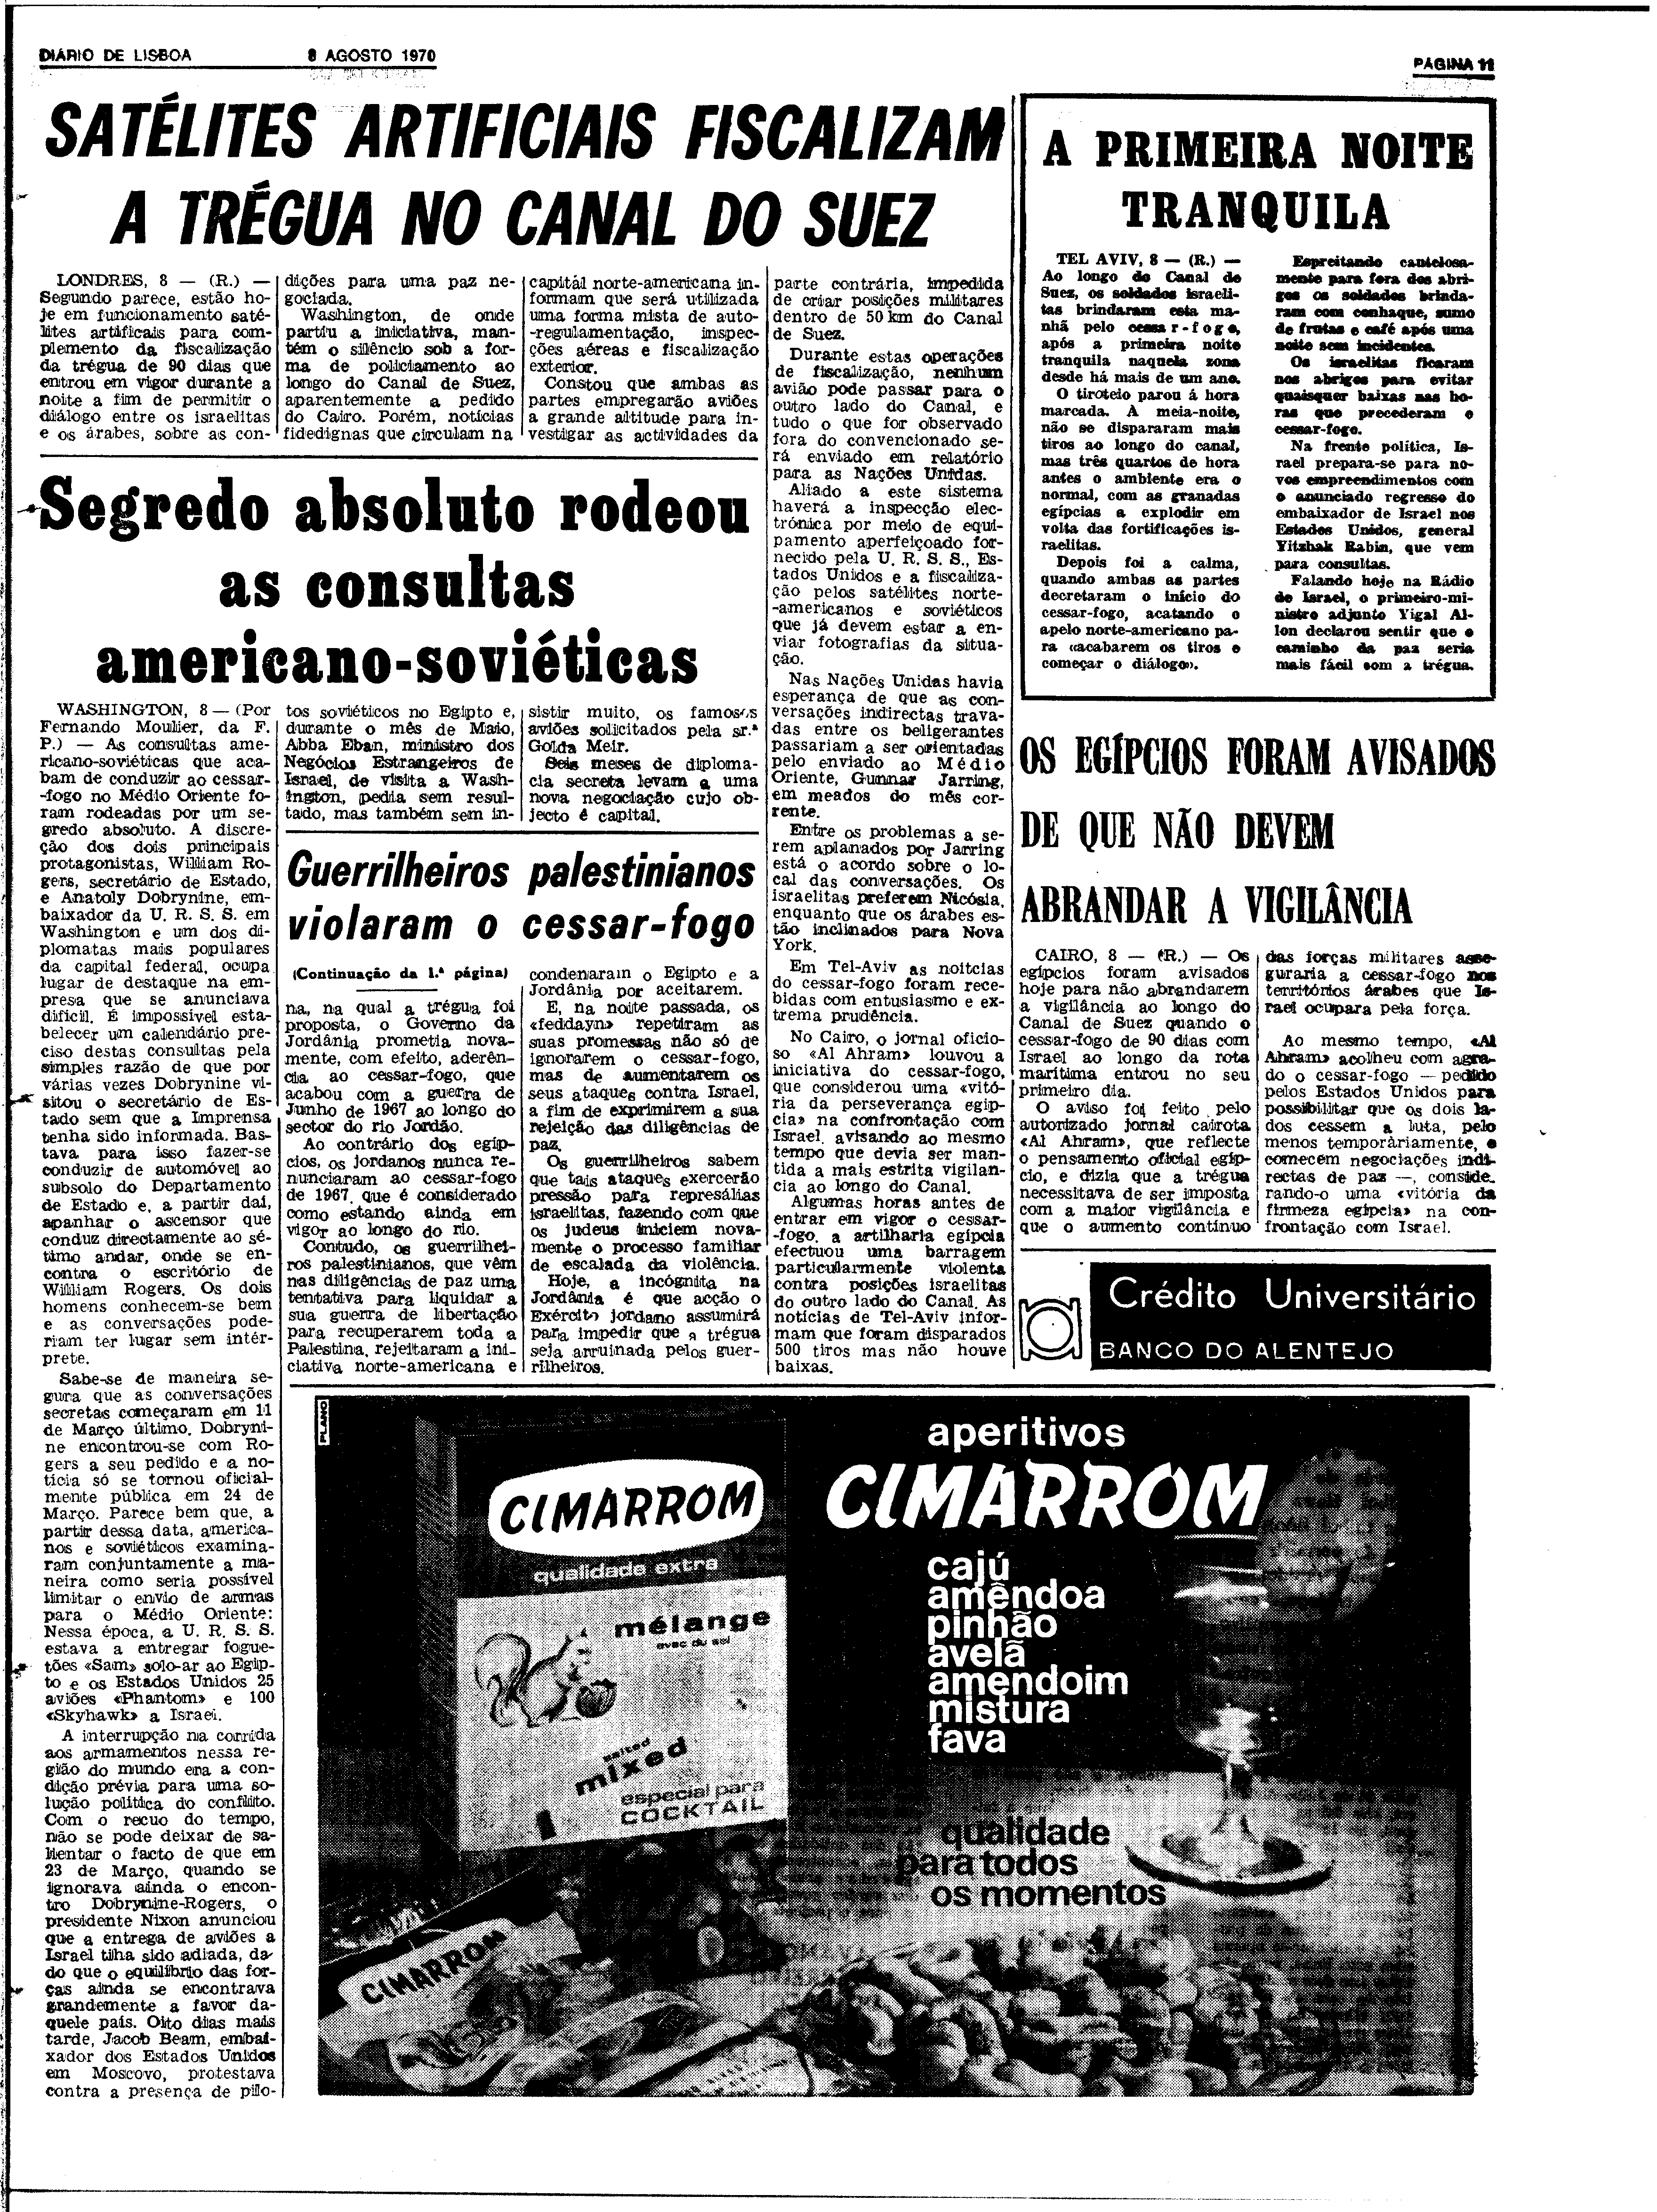 DIÁRIO DE LISBOA
8 AGOSTO 1970
PÁGINA 11
SATÉLITES ARTIFICIAIS FISCALIZAM
A TRÉGUA NO CANAL DO SUEZ
LONDRES, 8 — (R.) —
Segundo parece, estão ho-
je em funcionamento saté-
lites artificais para com-
plemento da fiscalização
da trégua de 90 dias que
entrou em vigor durante a
noite a fim de permitir o
diálogo entre os israelitas
e os árabes, sobre as con-
dições para uma paz ne-
gociada.
Washington, de onde
partiu a iniciativa, man-
tém o silêncio sob a for-
ma de policiamento ao
longo do Canal de Suez,
aparentemente a pedido
do Cairo. Porém, notícias
fidedignas que circulam na
capitál norte-americana in-
formam que será utilizada
uma forma mista de auto-
-regulamentação, inspec-
ções aéreas e fiscalização
exterior.
Constou que ambas as
partes empregarão aviões
a grande altitude para in-
vestigar as actividades da
parte contrária, impedida
de criar posições militares
dentro de 50 km do Canal
de Suez.
Durante estas operações
de fiscalização, nenhum
avião pode passar para o
outro lado do Canal, e
tudo o que for observado
fora do convencionado se-
rá enviado em relatório
para as Nações Unidas.
Aliado a este sistema
haverá a inspecção elec-
trónica por meio de equi-
pamento aperfeiçoado for-
necido pela U. R. S. S., Es-
tados Unidos e a fiscaliza-
ção pelos satélites norte-
-americanos e soviéticos
que já devem estar a en-
viar fotografias da situa-
ção.
Nas Nações Unidas havia
esperança de que as con-
versações indirectas trava-
das entre os beligerantes
passariam a ser orientadas
pelo enviado ao Médio
Oriente, Gunnar Jarring,
em meados do mês cor-
rente.
Entre os problemas a se-
rem aplanados por Jarring
está o acordo sobre o lo-
cal das conversações. Os
israelitas preferem Nicósia,
enquanto que os árabes es-
tão inclinados para Nova
York.
Em Tel-Aviv as noitcias
do cessar-fogo foram rece-
bidas com entusiasmo e ex-
trema prudência.
No Cairo, o jornal oficio-
so «Al Ahram» louvou a
iniciativa do cessar-fogo,
que considerou uma «vitó-
ria da perseverança egíp-
cia» na confrontação com
Israel, avisando ao mesmo
tempo que devia ser man-
tida a mais estrita vigilan-
cia ao longo do Canal.
Algumas horas antes de
entrar em vigor o cessar-
-fogo, a artilharia egípcia
efectuou uma barragem
particularmente violenta
contra posições israelitas
do outro lado do Canal. As
notícias de Tel-Aviv infor-
mam que foram disparados
500 tiros mas não houve
baixas.
Segredo absoluto rodeou
as consultas
americano-soviéticas
WASHINGTON, 8 — (Por
Fernando Moullier, da F.
P.) — As consultas ame-
ricano-soviéticas que aca-
bam de conduzir ao cessar-
-fogo no Médio Oriente fo-
ram rodeadas por um se-
gredo absoluto. A discre-
ção dos dois principais
protagonistas, William Ro-
gers, secretário de Estado,
e Anatoly Dobrynine, em-
baixador da U. R. S. S. em
Washington e um dos di-
plomatas mais populares
da capital federal, ocupa
lugar de destaque na em-
presa que se anunciava
dificil. É impossível esta-
belecer um calendário pre-
ciso destas consultas pela
simples razão de que por
várias vezes Dobrynine vi-
sitou o secretário de Es-
tado sem que a Imprensa
tenha sido informada. Bas-
tava para isso fazer-se
conduzir de automóvel ao
subsolo do Departamento
de Estado e, a partir daí,
apanhar o ascensor que
conduz directamente ao sé-
timo andar, onde se en-
contra o escritório de
William Rogers. Os dois
homens conhecem-se bem
e as conversações pode-
riam ter lugar sem intér-
prete.
Sabe-se de maneira se-
gura que as conversações
secretas começaram em 11
de Março último. Dobryni-
ne encontrou-se com Ro-
gers a seu pedido e a no-
tícia só se tornou oficial-
mente pública em 24 de
Março. Parece bem que, a
partir dessa data, america-
nos e soviéticos examina-
ram conjuntamente a ma-
neira como seria possível
limitar o envio de armas
para o Médio Oriente:
Nessa época, a U. R. S. S.
estava a entregar fogue-
tões «Sam» solo-ar ao Egip-
to e os Estados Unidos 25
aviões «Phantom» e 100
«Skyhawk» a Israel.
A interrupção na corrida
aos armamentos nessa re-
gião do mundo era a con-
dição prévia para uma so-
lução política do conflito.
Com o recuo do tempo,
não se pode deixar de sa-
lientar o facto de que em
23 de Março, quando se
ignorava ainda o encon-
tro Dobrynine-Rogers, o
presidente Nixon anunciou
que a entrega de aviões a
Israel tilha sido adiada, da-
do que o equilíbrio das for-
ças ainda se encontrava
grandemente a favor da-
quele país. Oito dias mais
tarde, Jacob Beam, embai-
xador dos Estados Unidos
em Moscovo, protestava
contra a presença de pilo-
tos soviéticos no Egipto e,
durante o mês de Maio,
Abba Eban, ministro dos
Negócios Estrangeiros de
Israel, de visita a Wash-
ington, pedia sem resul-
tado, mas também sem in-
sistir muito, os famosos
aviões solicitados pela sr.ª
Golda Meir.
Seis meses de diploma-
cia secreta levam a uma
nova negociação cujo ob-
jecto é capital.
Guerrilheiros palestinianos
violaram o cessar-fogo
(Continuação da 1.ª página)
na, na qual a trégua foi
proposta, o Governo da
Jordânia prometia nova-
mente, com efeito, aderên-
cia ao cessar-fogo, que
acabou com a guerra de
Junho de 1967 ao longo do
sector do rio Jordão.
Ao contrário dos egíp-
cios, os jordanos nunca re-
nunciaram ao cessar-fogo
de 1967, que é considerado
como estando ainda em
vigor ao longo do rio.
Contudo, os guerrilhei-
ros palestinianos, que vêm
nas diligências de paz uma
tentativa para liquidar a
sua guerra de libertação
para recuperarem toda a
Palestina, rejeitaram a ini-
ciativa norte-americana e
condenaram o Egipto e a
Jordânia por aceitarem.
E, na noite passada, os
«feddayn» repetiram as
suas promessas não só de
ignorarem o cessar-fogo,
mas de aumentarem os
seus ataques contra Israel,
a fim de exprimirem a sua
rejeição das diligências de
paz.
Os guerrilheiros sabem
que tais ataques exercerão
pressão para represálias
israelitas, fazendo com que
os judeus iniciem nova-
mente o processo familiar
de escalada da violência.
Hoje, a incógnita na
Jordânia é que acção o
Exército jordano assumirá
para impedir que a trégua
seja arruinada pelos guer-
rilheiros.
A PRIMEIRA NOITE
TRANQUILA
TEL AVIV, 8 — (R.) —
Ao longo do Canal de
Suez, os soldados israeli-
tas brindaram esta ma-
nhã pelo cessar-fogo,
após a primeira noite
tranquila naquela zona
desde há mais de um ano.
O tiroteio parou á hora
marcada. À meia-noite,
não se dispararam mais
tiros ao longo do canal,
mas três quartos de hora
antes o ambiente era o
normal, com as granadas
egípcias a explodir em
volta das fortificações is-
raelitas.
Depois foi a calma,
quando ambas as partes
decretaram o início do
cessar-fogo, acatando o
apelo norte-americano pa-
ra «acabarem os tiros e
começar o diálogo».
Espreitando cautelosa-
mente para fora dos abri-
gos os soldados brinda-
ram com conhaque, sumo
de frutas e café após uma
noite sem incidentes.
Os israelitas ficaram
nos abrigos para evitar
quaisquer baixas nas ho-
ras que precederam o
cessar-fogo.
Na frente política, Is-
rael prepara-se para no-
vos empreendimentos com
o anunciado regresso do
embaixador de Israel nos
Estados Unidos, general
Yitzhak Rabin, que vem
para consultas.
Falando hoje na Rádio
de Israel, o primeiro-mi-
nistro adjunto Yigal Al-
lon declarou sentir que o
caminho da paz seria
mais fácil com a trégua.
OS EGÍPCIOS FORAM AVISADOS
DE QUE NÃO DEVEM
ABRANDAR A VIGILÂNCIA
CAIRO, 8 — (R.) — Os
egípcios foram avisados
hoje para não abrandarem
a vigilância ao longo do
Canal de Suez quando o
cessar-fogo de 90 dias com
Israel ao longo da rota
marítima entrou no seu
primeiro dia.
O aviso foi feito pelo
autorizado jornal cairota
«Al Ahram», que reflecte
o pensamento oficial egíp-
cio, e dizia que a trégua
necessitava de ser imposta
com a maior vigilância e
que o aumento contínuo
das forças militares asse-
guraria a cessar-fogo nos
territórios árabes que Is-
rael ocupara pela força.
Ao mesmo tempo, «Al
Ahram» acolheu com agra-
do o cessar-fogo — pedido
pelos Estados Unidos para
possibilitar que os dois la-
dos cessem a luta, pelo
menos temporàriamente, e
comecem negociações indi-
rectas de paz —, conside-
rando-o uma «vitória da
firmeza egípcia» na con-
frontação com Israel.
Crédito Universitário
BANCO DO ALENTEJO
PLANO
CIMARROM
qualidade extra
mélange
avec du sel
salted
mixed
especial para
COCKTAIL
CIMARROM
aperitivos
CIMARROM
cajú
amêndoa
pinhão
avelã
amendoim
mistura
fava
qualidade
para todos
os momentos